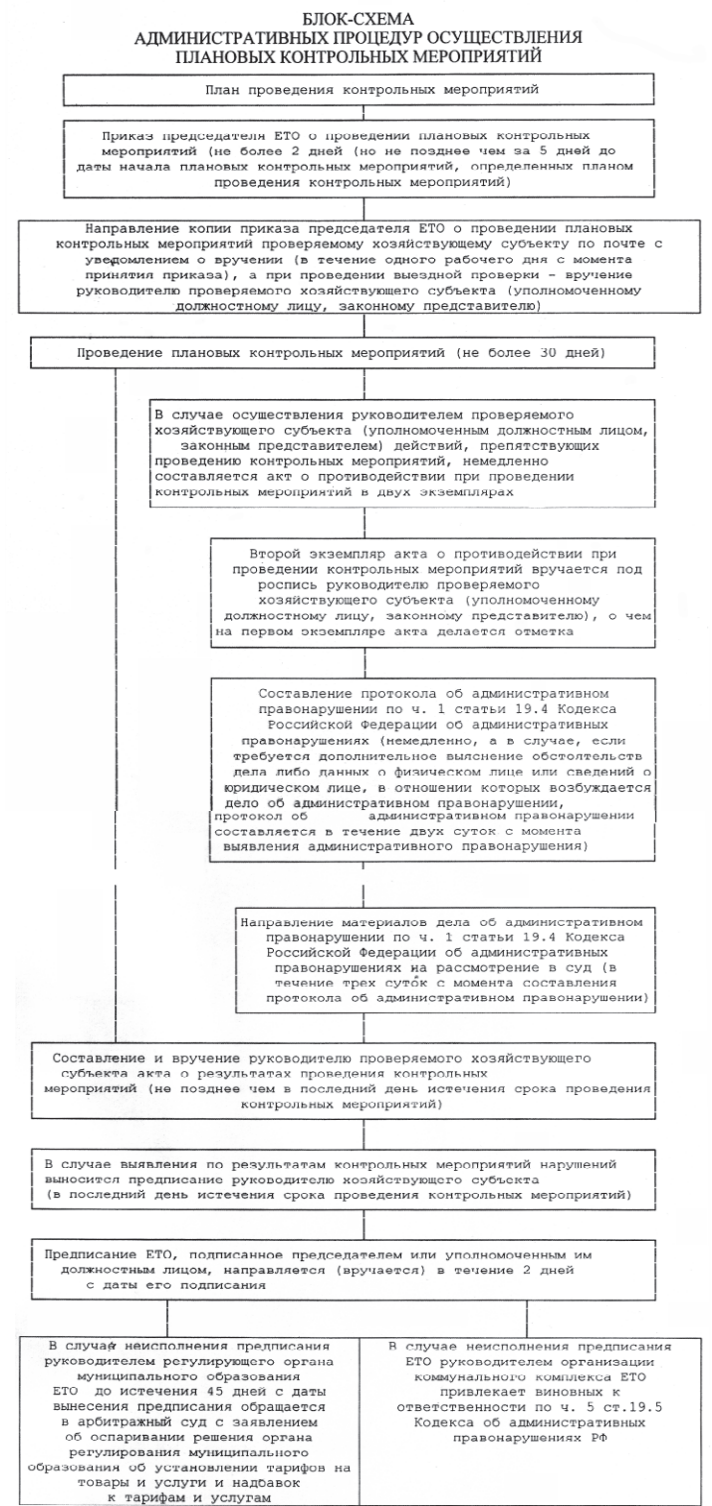 БЛОК-СХЕМА
АДМИНИСТРАТИВНЫХ ПРОЦЕДУР ОСУЩЕСТВЛЕНИЯ
ПЛАНОВЫХ КОНТРОЛЬНЫХ МЕРОПРИЯТИЙ
План проведения контрольных мероприятий
Приказ председателя ЕТО о проведении плановых контрольных
мероприятий (не более 2 дней (но не позднее чем за 5 дней до
даты начала плановых контрольных мероприятий, определенных планом
проведения контрольных мероприятий)
Направление копии приказа председателя ЕТО о проведении плановых
контрольных мероприятий проверяемому хозяйствующему субъекту по почте с
уведомлением о вручении (в течение одного рабочего дня с момента
принятия приказа), а при проведении выездной проверки – вручение
руководителю проверяемого хозяйствующего субъекта (уполномоченному
должностному лицу, законному представителю)
Проведение плановых контрольных мероприятий (не более 30 дней)
В случае осуществления руководителем проверяемого
хозяйствующего субъекта (уполномоченным должностным лицом,
законным представителем) действий, препятствующих
проведению контрольных мероприятий, немедленно
составляется акт о противодействии при проведении
контрольных мероприятий в двух экземплярах
Второй экземпляр акта о противодействии при
проведении контрольных мероприятий вручается под
роспись руководителю проверяемого
хозяйствующего субъекта (уполномоченному
должностному лицу, законному представителю), о чем
на первом экземпляре акта делается отметка
Составление протокола об административном
правонарушении по ч. 1 статьи 19.4 Кодекса
Российской Федерации об административных
правонарушениях (немедленно, а в случае, если
требуется дополнительное выяснение обстоятельств
дела либо данных о физическом лице или сведений о
юридическом лице, в отношении которых возбуждается
дело об административном правонарушении,
протокол об административном правонарушении
составляется в течение двух суток с момента
выявления административного правонарушения)
Направление материалов дела об административном
правонарушении по ч. 1 статьи 19.4 Кодекса
Российской Федерации об административных
правонарушениях на рассмотрение в суд (в
течение трех суток с момента составления
протокола об административном правонарушении)
Составление и вручение руководителю проверяемого хозяйствующего
субъекта акта о результатах проведения контрольных
мероприятий (не позднее чем в последний день истечения срока проведения
контрольных мероприятий)
В случае выявления по результатам контрольных мероприятий нарушений
выносится предписание руководителю хозяйствующего субъекта
(в последний день истечения срока проведения контрольных мероприятий)
Предписание ЕТО, подписанное председателем или уполномоченным им
должностным лицом, направляется (вручается) в течение 2 дней
с даты его подписания
В случае неисполнения предписания
руководителем регулирующего органа
муниципального образования
ЕТО до истечения 45 дней с даты
вынесения предписания обращается
в арбитражный суд с заявлением
об оспаривании решения органа
регулирования муниципального
образования об установлении тарифов на
товары и услуги и надбавок
к тарифам и услугам
В случае неисполнения предписания
ЕТО руководителем организации
коммунального комплекса ЕТО
привлекает виновных к
ответственности по ч. 5 ст.19.5
Кодекса об административных
правонарушениях РФ